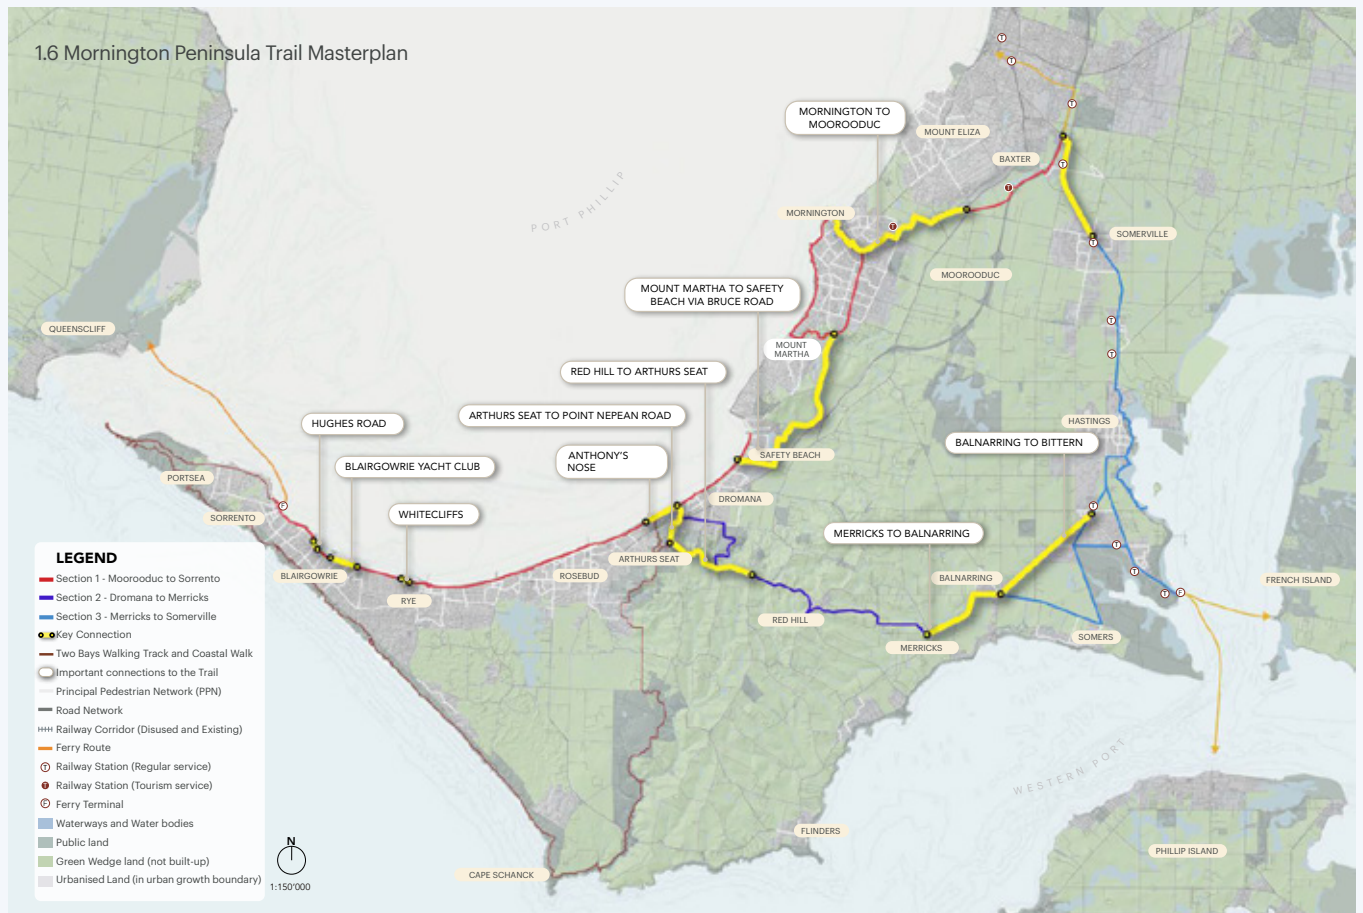 1.6 Mornington Peninsula Trail Masterplan
MORNINGTON TO
MOOROODUC
MOUNT ELIZA
BAXTER
PORT PHILLIP
MORNINGTON
SOMERVILLE
MOOROODUC
MOUNT MARTHA TO SAFETY
BEACH VIA BRUCE ROAD
QUEENSCLIFF
MOUNT
MARTHA
RED HILL TO ARTHURS SEAT
ARTHURS SEAT TO POINT NEPEAN ROAD
HUGHES ROAD
HASTINGS
BALNARRING TO BITTERN
ANTHONY'S
NOSE
SAFETY BEACH
BLAIRGOWRIE YACHT CLUB
PORTSEA
DROMANA
WHITECLIFFS
SORRENTO
MERRICKS TO BALNARRING
ARTHURS SEAT
BLAIRGOWRIE
ROSEBUD
BALNARRING
FRENCH ISLAND
RYE
RED HILL
SOMERS
MERRICKS
WESTERN PORT
FLINDERS
PHILLIP ISLAND
CAPE SCHANCK
LEGEND
Section 1 - Moorooduc to Sorrento
Section 2 - Dromana to Merricks
Section 3 - Merricks to Somerville
Key Connection
Two Bays Walking Track and Coastal Walk
Important connections to the Trail
Principal Pedestrian Network (PPN)
Road Network
Railway Corridor (Disused and Existing)
Ferry Route
T Railway Station (Regular service)
T Railway Station (Tourism service)
F Ferry Terminal
Waterways and Water bodies
Public land
Green Wedge land (not built-up)
Urbanised Land (in urban growth boundary)
N
1:150'000